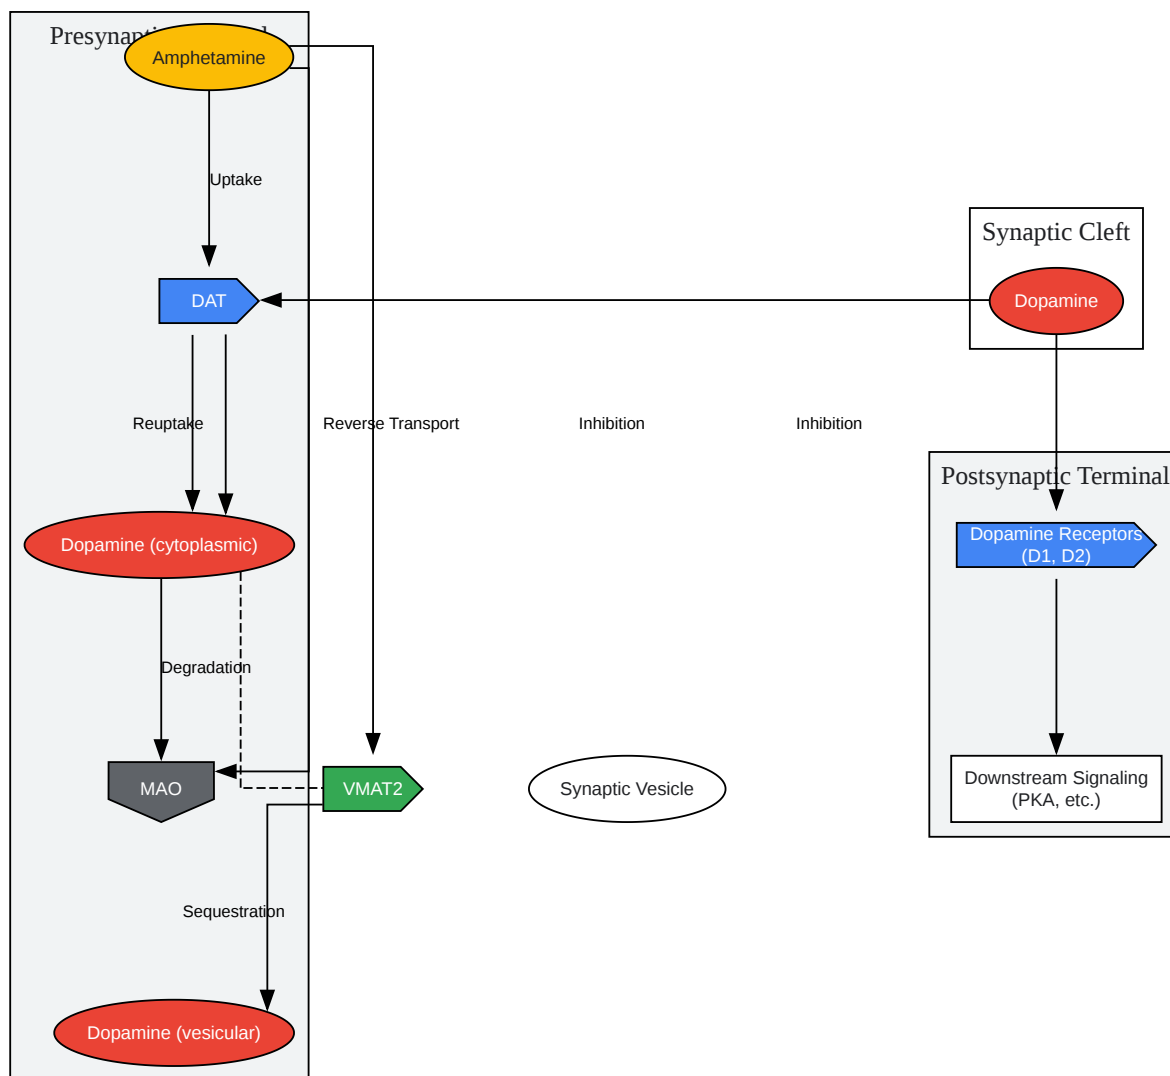 Presynaptic
Amphetamine
Uptake
Synaptic Cleft
DAT
Dopamine
Reuptake
Reverse Transport
Inhibition
Inhibition
Postsynaptic Terminal
Dopamine (cytoplasmic)
Dopamine Receptors
(D1, D2)
Degradation
MAO
VMAT2
Synaptic Vesicle
Downstream Signaling
(PKA, etc.)
Sequestration
Dopamine (vesicular)